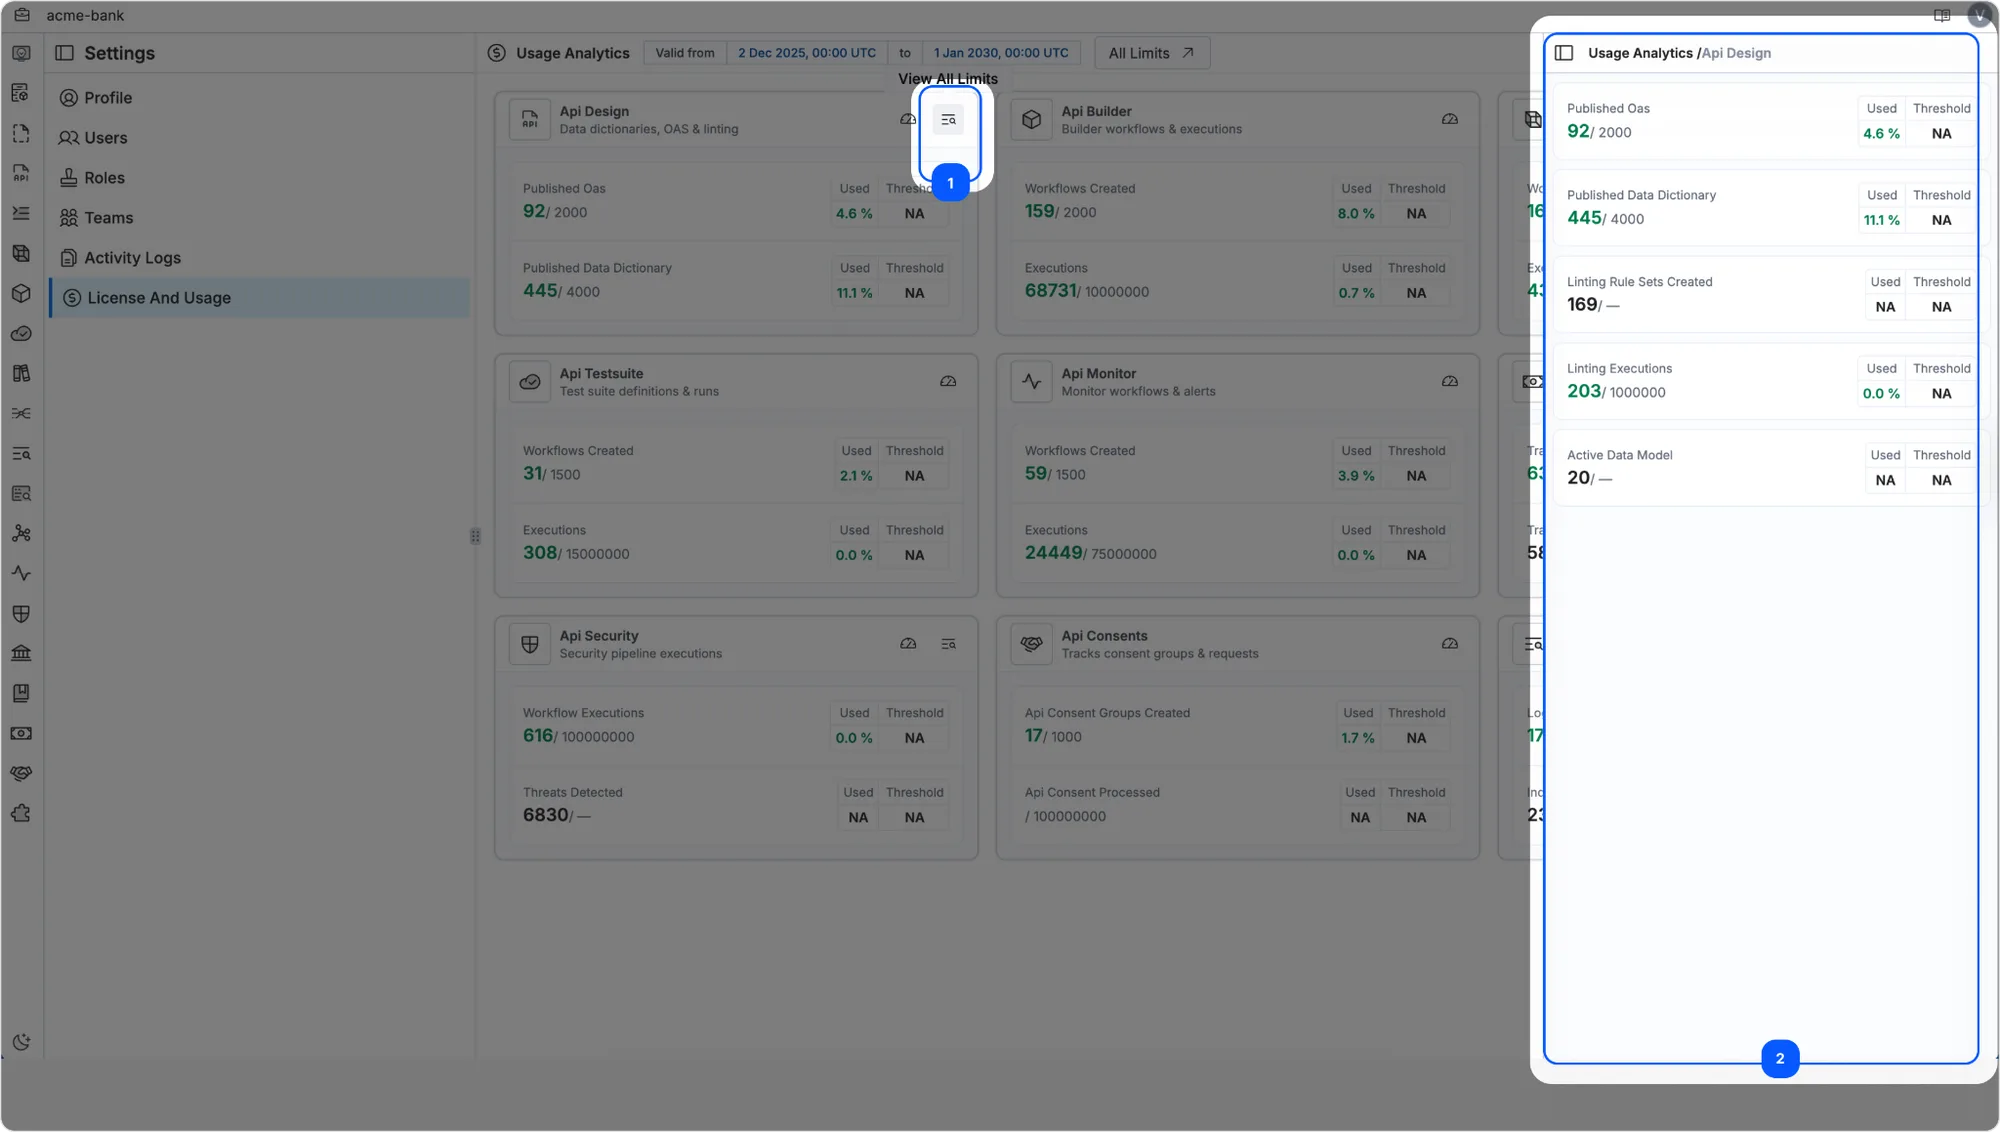 acme-bank
V
Settings
Profile
Users
Roles
Teams
Activity Logs
License And Usage
Usage Analytics
Valid from
2 Dec 2025, 00:00 UTC
to
1 Jan 2030, 00:00 UTC
All Limits
View All Limits
Api Design
Data dictionaries, OAS & linting
1
Published Oas
92/ 2000
Used
4.6 %
NA
Published Data Dictionary
445/ 4000
Used Threshold
11.1 % NA
Api Builder
Builder workflows & executions
Workflows Created
159/ 2000
Used Threshold
8.0 % NA
Executions
68731/ 10000000
Used Threshold
0.7 % NA
Api Testsuite
Test suite definitions & runs
Workflows Created
31/ 1500
Used Threshold
2.1 % NA
Executions
308/ 15000000
Used Threshold
0.0 % NA
Api Monitor
Monitor workflows & alerts
Workflows Created
59/ 1500
Used Threshold
3.9 % NA
Executions
24449/ 75000000
Used Threshold
0.0 % NA
Api Security
Security pipeline executions
Workflow Executions
616/ 100000000
Used Threshold
0.0 % NA
Threats Detected
6830/ —
Used Threshold
NA NA
Api Consents
Tracks consent groups & requests
Api Consent Groups Created
17/ 1000
Used Threshold
1.7 % NA
Api Consent Processed
/ 100000000
Used Threshold
NA NA
Usage Analytics /Api Design
Published Oas
92/ 2000
Used Threshold
4.6 % NA
Published Data Dictionary
445/ 4000
Used Threshold
11.1 % NA
Linting Rule Sets Created
169/ —
Used Threshold
NA NA
Linting Executions
203/ 1000000
Used Threshold
0.0 % NA
Active Data Model
20/ —
Used Threshold
NA NA
2